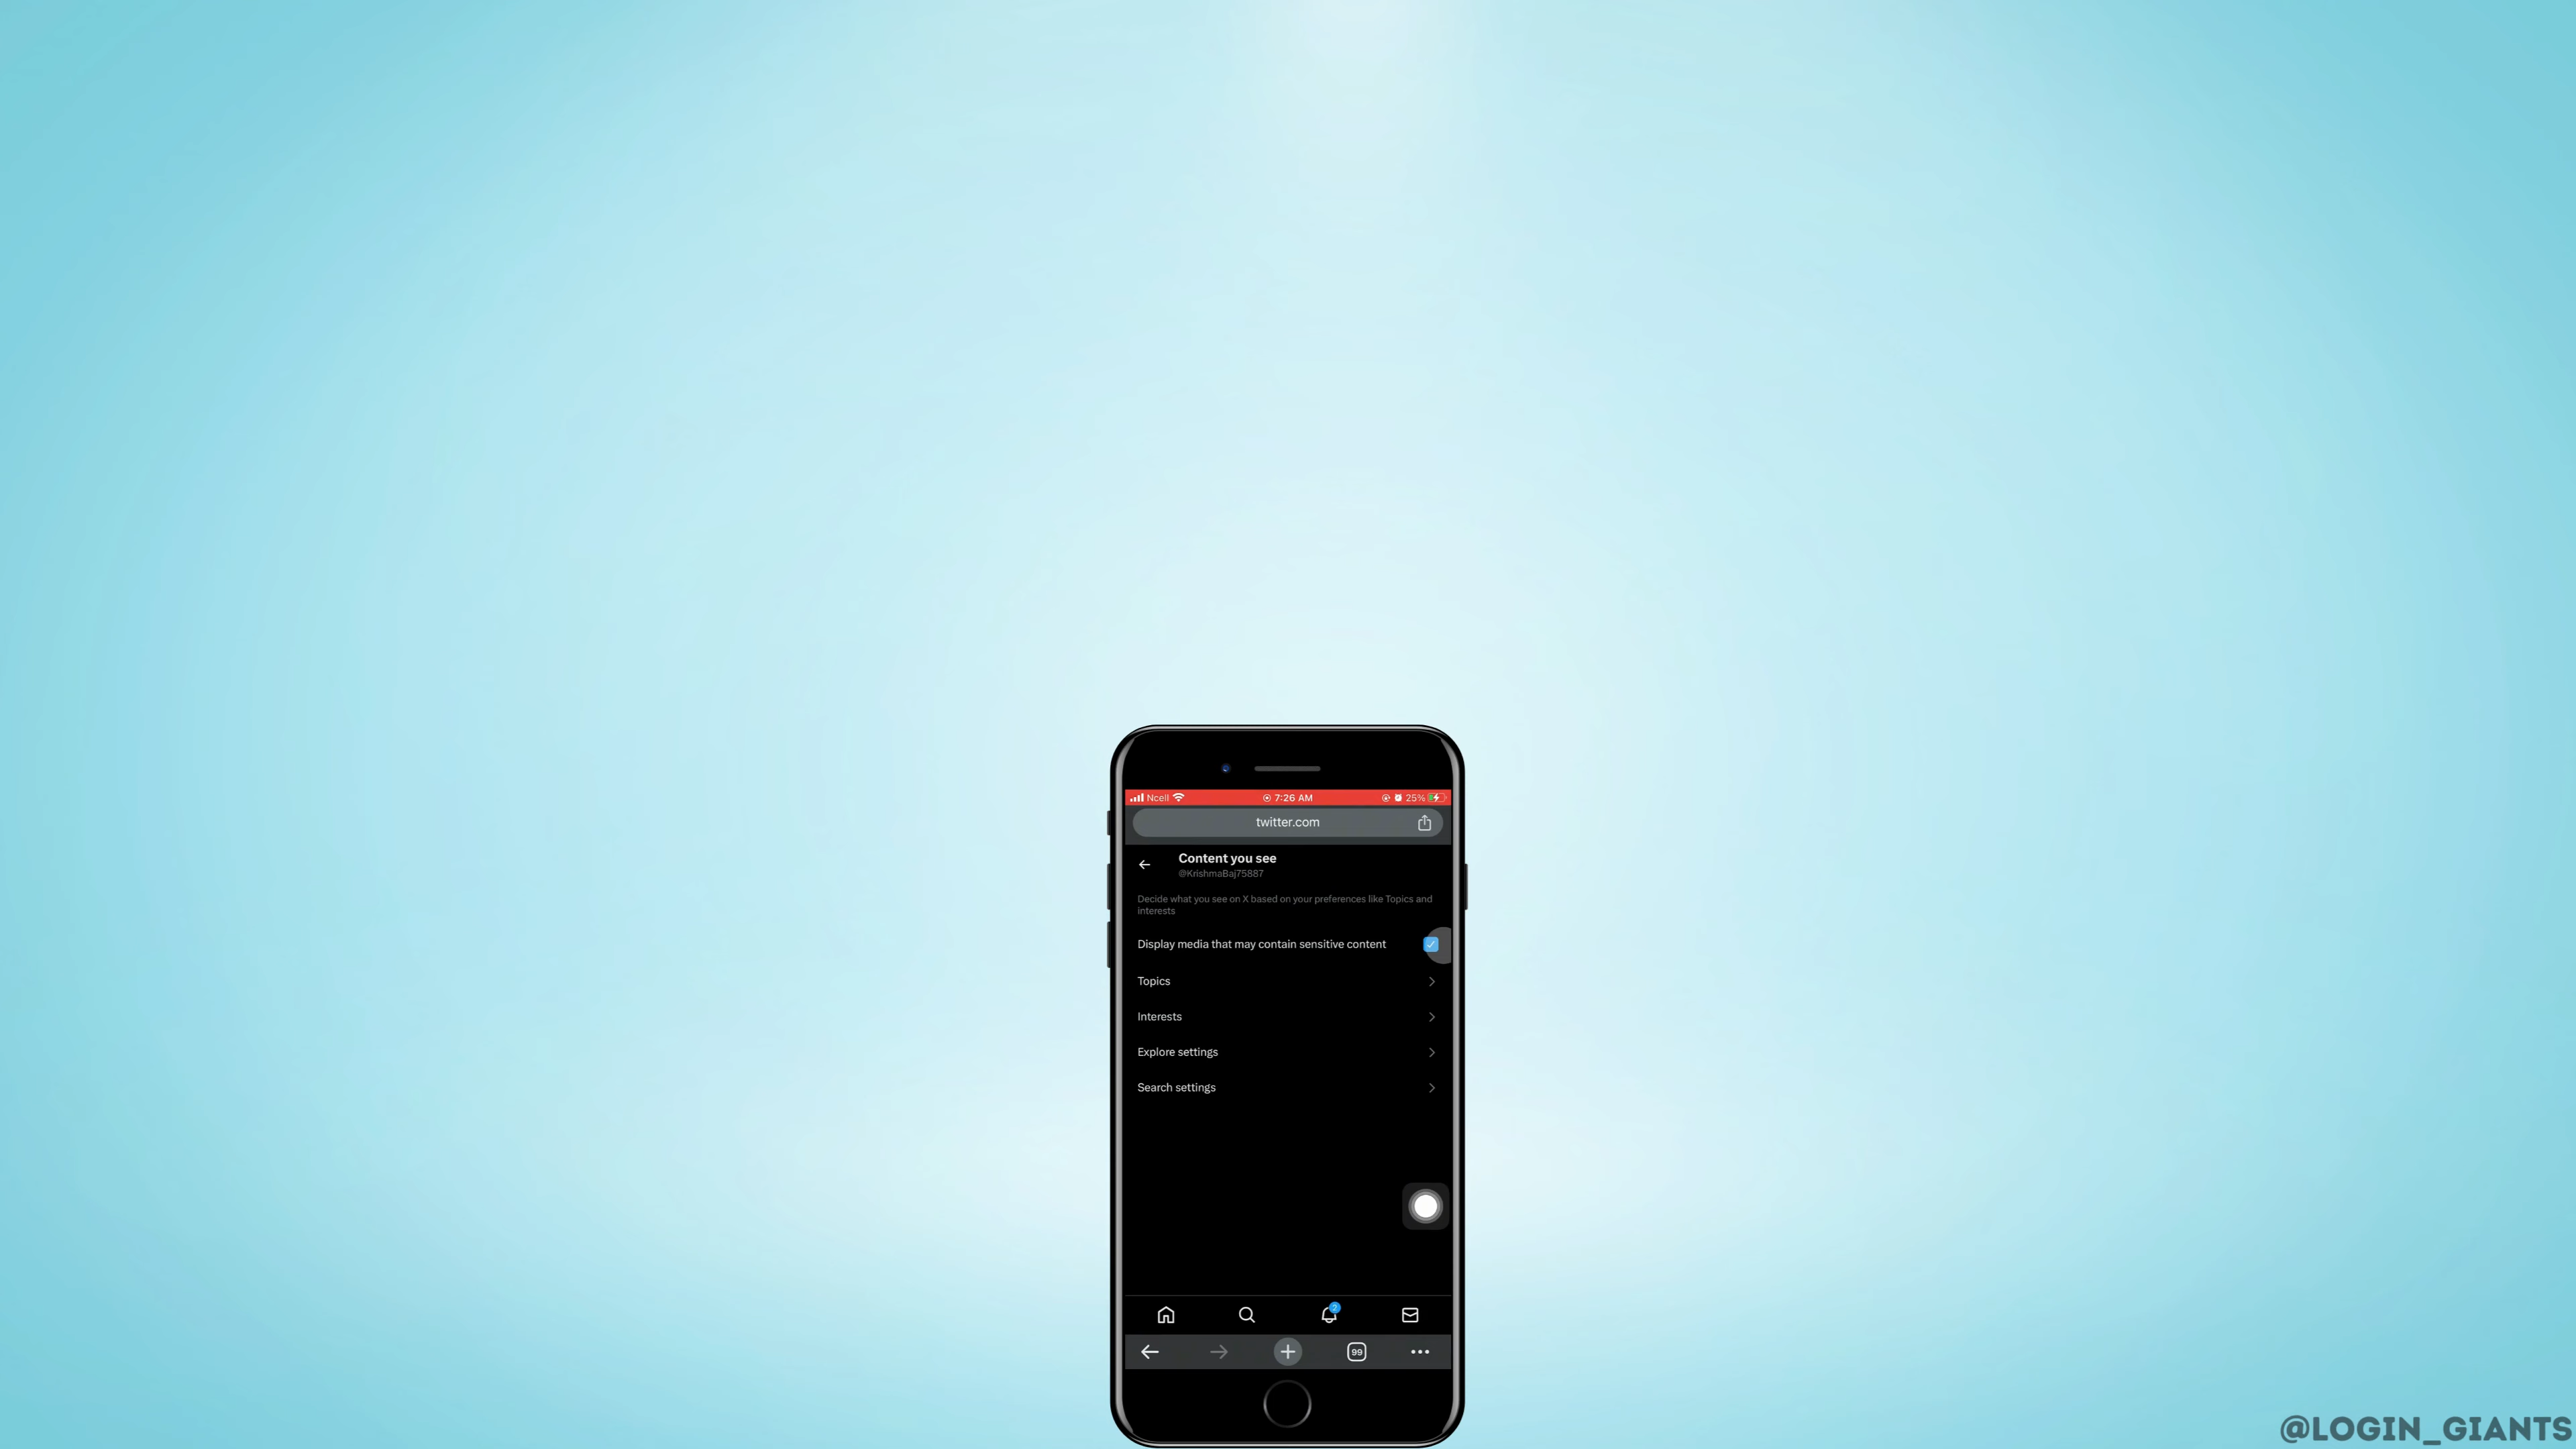 Ncell
7:26 AM
25%
twitter.com
Content you see
@KrishmaBaj75887
Decide what you see on X based on your preferences like Topics and
interests
Display media that may contain sensitive content
Topics
Interests
Explore settings
Search settings
2
99
@LOGIN_GIANTS